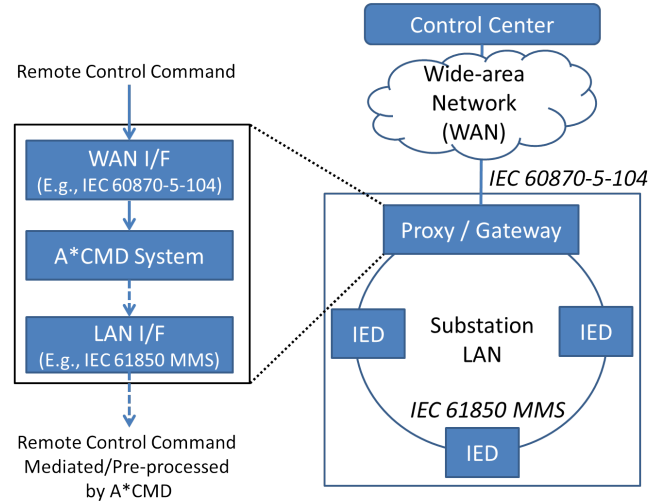 Remote Control Command
WAN I/F
(E.g., IEC 60870-5-104)
A*CMD System
LAN I/F
(E.g., IEC 61850 MMS)
Remote Control Command
Mediated/Pre-processed
by A*CMD
Control Center
Wide-area
Network
(WAN)
IEC 60870-5-104
Proxy / Gateway
IED
Substation
LAN
IED
IEC 61850 MMS
IED